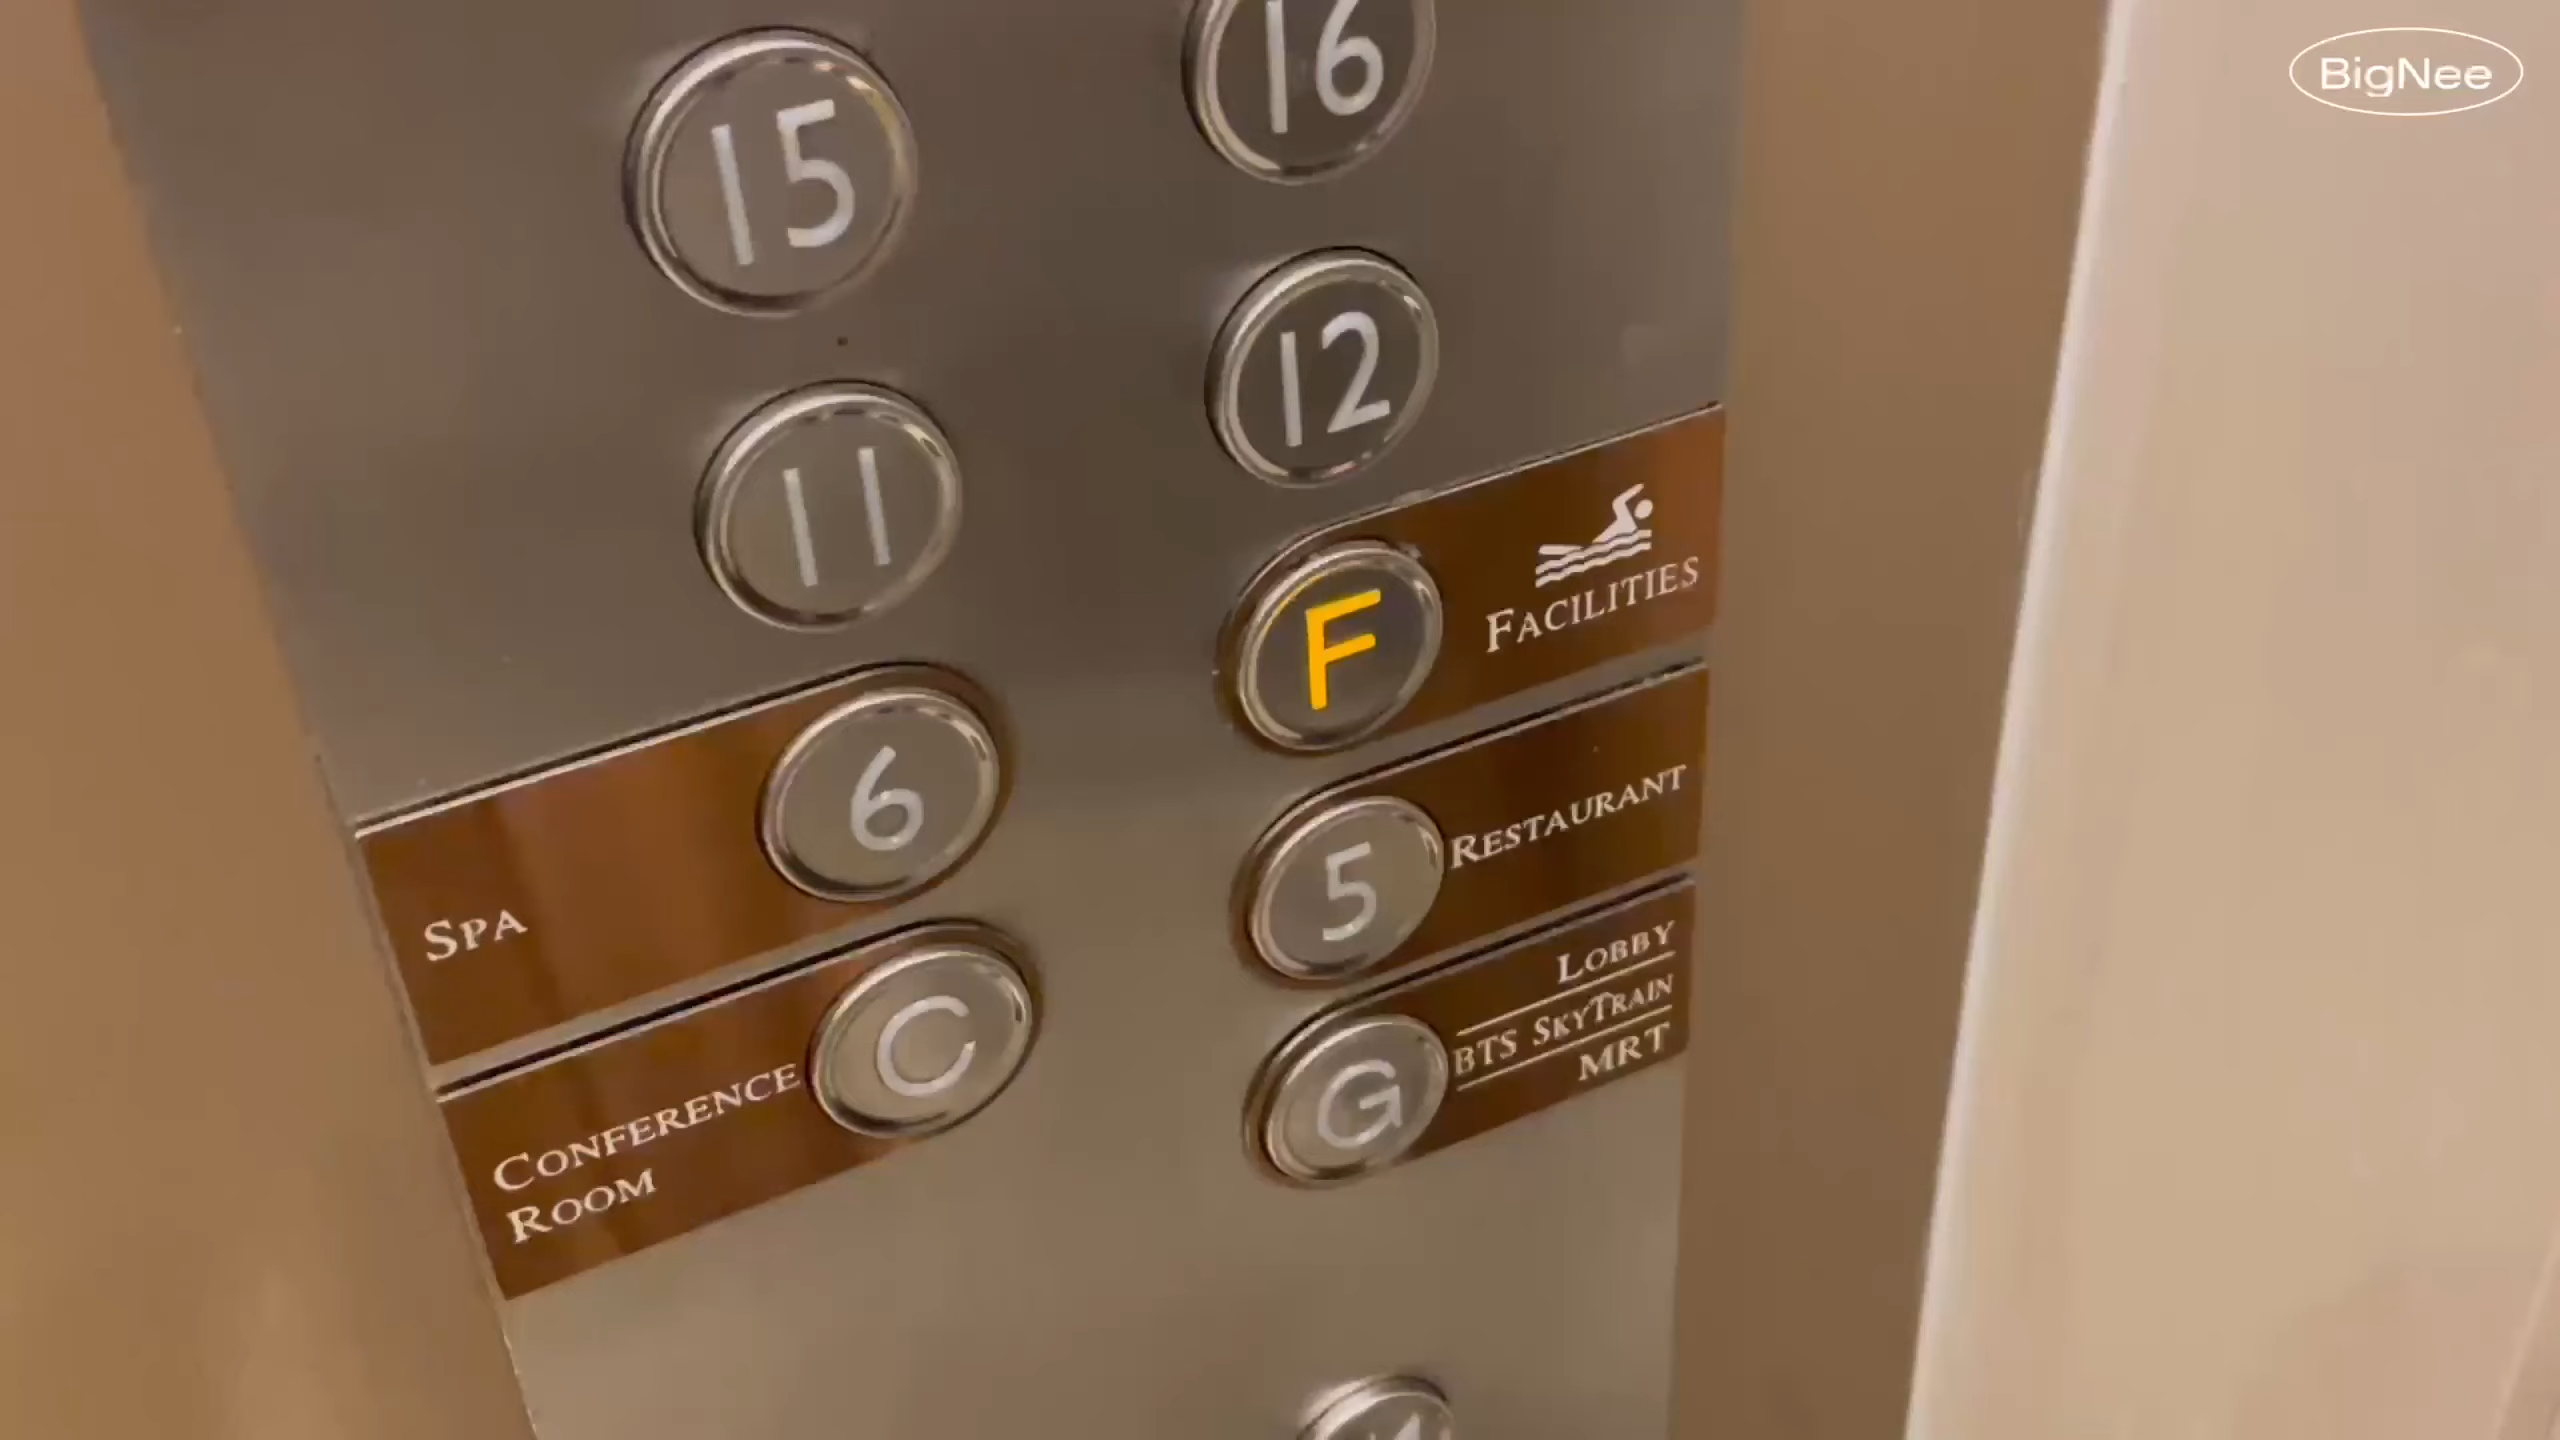 BigNee
15
16
11
12
F
FACILITIES
SPA
6
5
RESTAURANT
CONFERENCE
ROOM
C
G
LOBBY
BTS SKYTRAIN
MRT